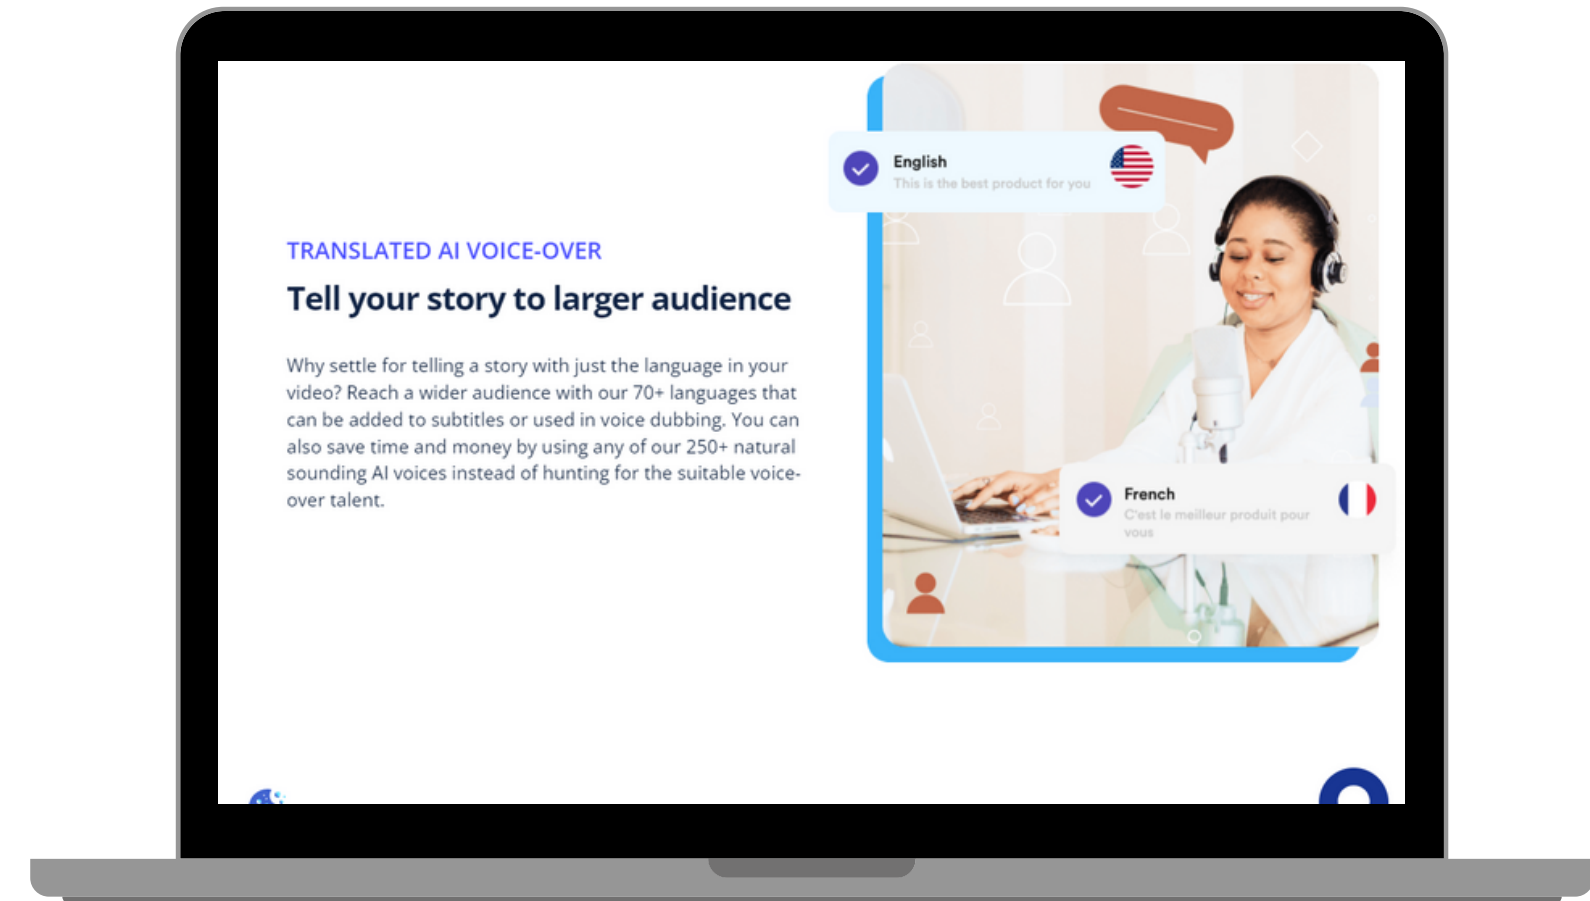 TRANSLATED AI VOICE-OVER
Tell your story to larger audience
Why settle for telling a story with just the language in your
video? Reach a wider audience with our 70+ languages that
can be added to subtitles or used in voice dubbing. You can
also save time and money by using any of our 250+ natural
sounding AI voices instead of hunting for the suitable voice-
over talent.
English
This is the best product for you
French
C'est le meilleur produit pour
vous